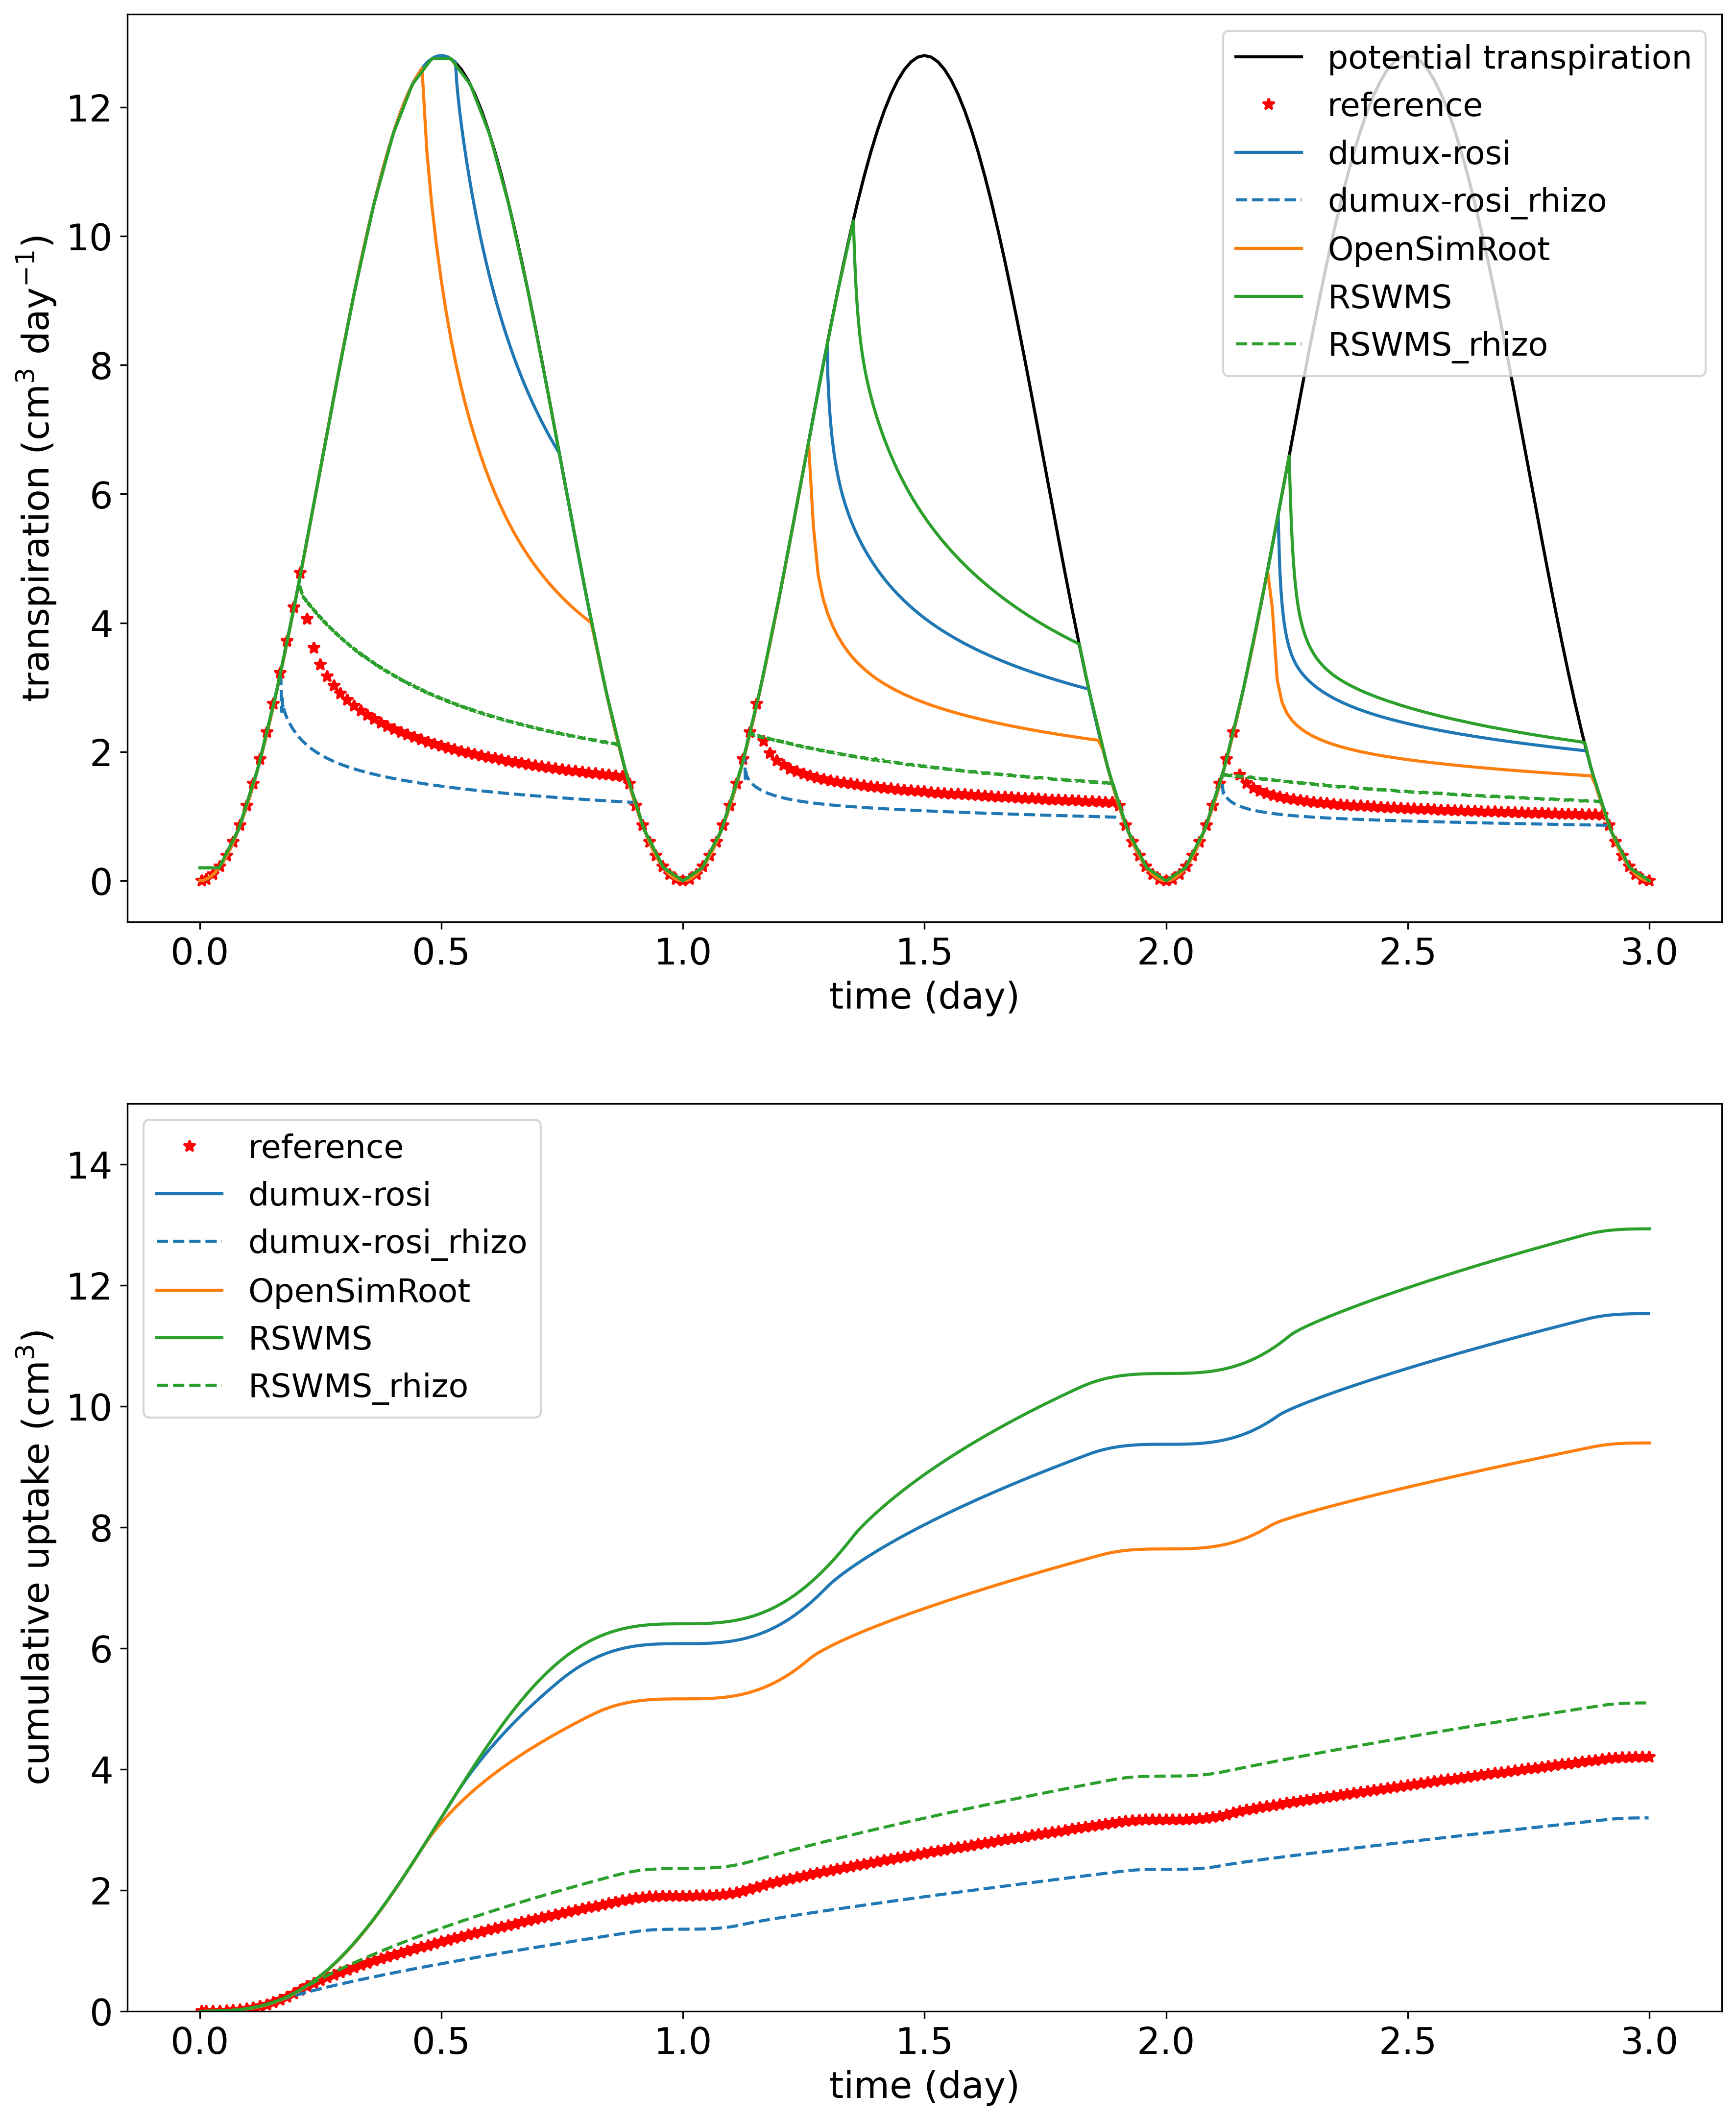 transpiration (cm³ day⁻¹)
12
10
8
6
4
2
0
potential transpiration
reference
dumux-rosi
dumux-rosi_rhizo
OpenSimRoot
RSWMS
RSWMS_rhizo
0.0 0.5 1.0 1.5 2.0 2.5 3.0
time (day)
cumulative uptake (cm³)
14
12
10
8
6
4
2
0
reference
dumux-rosi
dumux-rosi_rhizo
OpenSimRoot
RSWMS
RSWMS_rhizo
0.0 0.5 1.0 1.5 2.0 2.5 3.0
time (day)